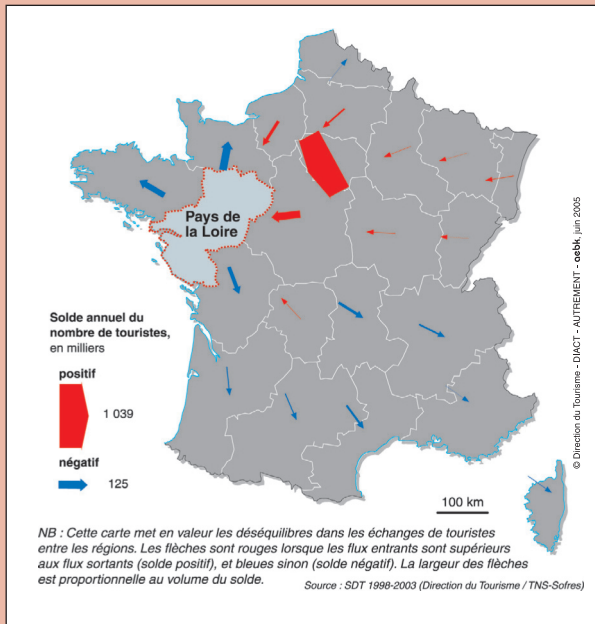 Pays de
la Loire
Solde annuel du
nombre de touristes,
en milliers
positif
1 039
négatif
125
100 km
© Direction du Tourisme - DIACT - AUTREMENT - aebk, juin 2005
NB : Cette carte met en valeur les déséquilibres dans les échanges de touristes
entre les régions. Les flèches sont rouges lorsque les flux entrants sont supérieurs
aux flux sortants (solde positif), et bleues sinon (solde négatif). La largeur des flèches
est proportionnelle au volume du solde.
Source : SDT 1998-2003 (Direction du Tourisme / TNS-Sofres)